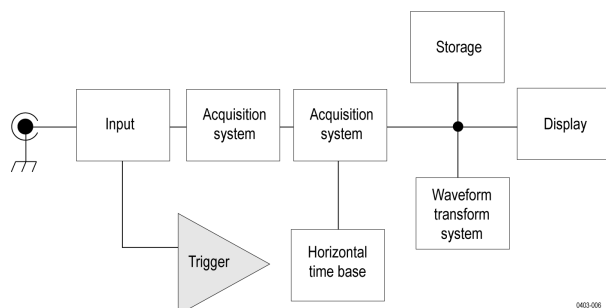 Storage
Input
Acquisition
system
Acquisition
system
Display
Waveform
transform
system
Trigger
Horizontal
time base
0403-006